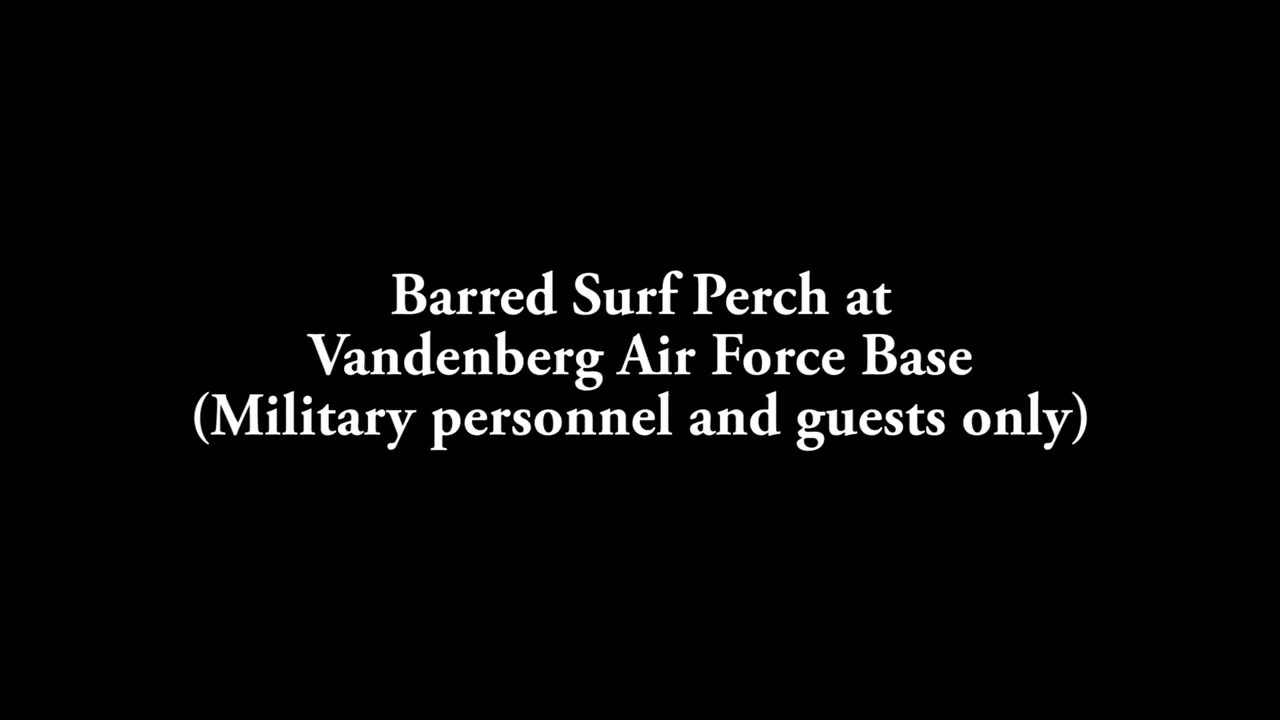 Barred Surf Perch at
Vandenberg Air Force Base
(Military personnel and guests only)